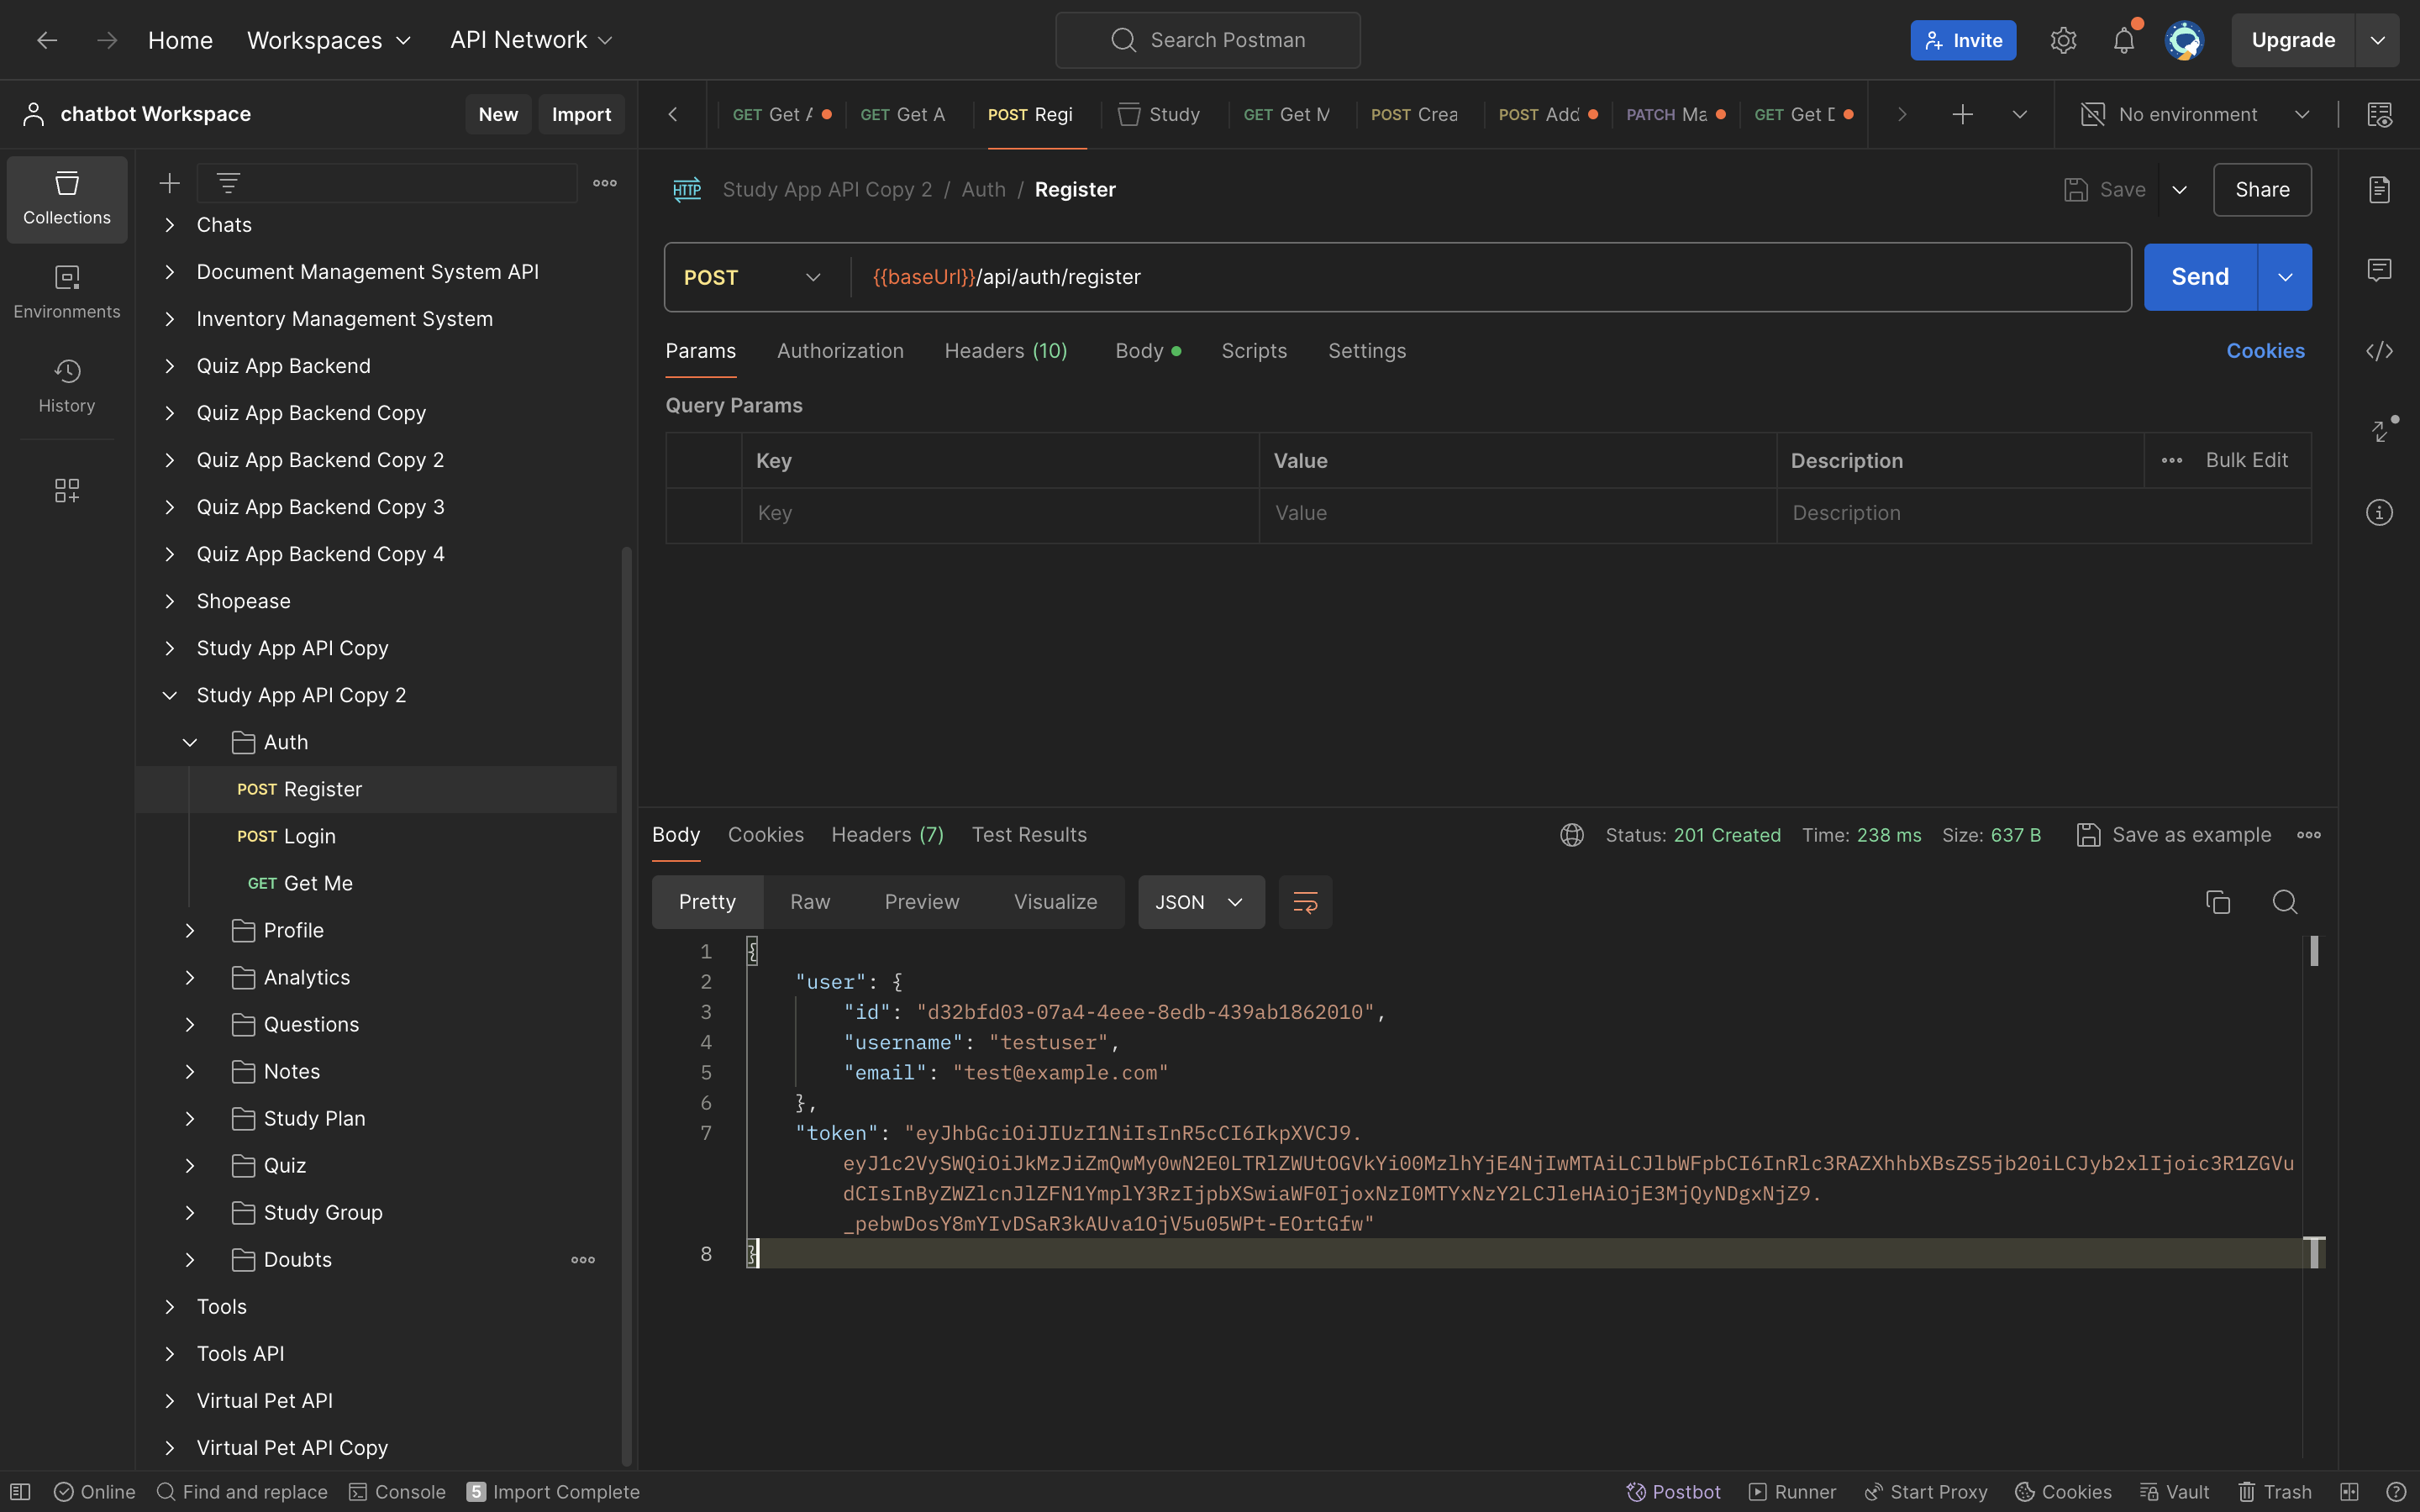 Home Workspaces API Network Search Postman Invite Upgrade
chatbot Workspace New Import
GET Get A GET Get A POST Regi Study GET Get M POST Crea POST Add PATCH Ma GET Get D No environment
Collections
Environments
History
Chats
Document Management System API
Inventory Management System
Quiz App Backend
Quiz App Backend Copy
Quiz App Backend Copy 2
Quiz App Backend Copy 3
Quiz App Backend Copy 4
Shopease
Study App API Copy
Study App API Copy 2
Auth
POST Register
POST Login
GET Get Me
Profile
Analytics
Questions
Notes
Study Plan
Quiz
Study Group
Doubts
Tools
Tools API
Virtual Pet API
Virtual Pet API Copy
HTTP Study App API Copy 2 / Auth / Register Save Share
POST {{baseUrl}}/api/auth/register Send
Params Authorization Headers (10) Body Scripts Settings Cookies
Query Params
Key Value Description Bulk Edit
Key Value Description
Body Cookies Headers (7) Test Results Status: 201 Created Time: 238 ms Size: 637 B Save as example
Pretty Raw Preview Visualize JSON
1 {
2 "user": {
3 "id": "d32bfd03-07a4-4eee-8edb-439ab1862010",
4 "username": "testuser",
5 "email": "test@example.com"
6 },
7 "token": "eyJhbGciOiJIUzI1NiIsInR5cCI6IkpXVCJ9.
eyJ1c2VySWQiOiJkMzJiZmQwMy0wN2E0LTRlZWUtOGVkYi00MzlhYjE4NjIwMTAiLCJlbWFpbCI6InRlc3RAZXhhbXBsZS5jb20iLCJyb2xlIjoic3R1ZGVu
dCIsInByZWZlcnJlZFN1YmplY3RzIjpbXSwiaWF0IjoxNzI0MTYxNzY2LCJleHAiOjE3MjQyNDgxNjZ9.
_pebwDosY8mYIvDSaR3kAUva1OjV5u05WPt-EOrtGfw"
8 }
Online Find and replace Console 5 Import Complete Postbot Runner Start Proxy Cookies Vault Trash